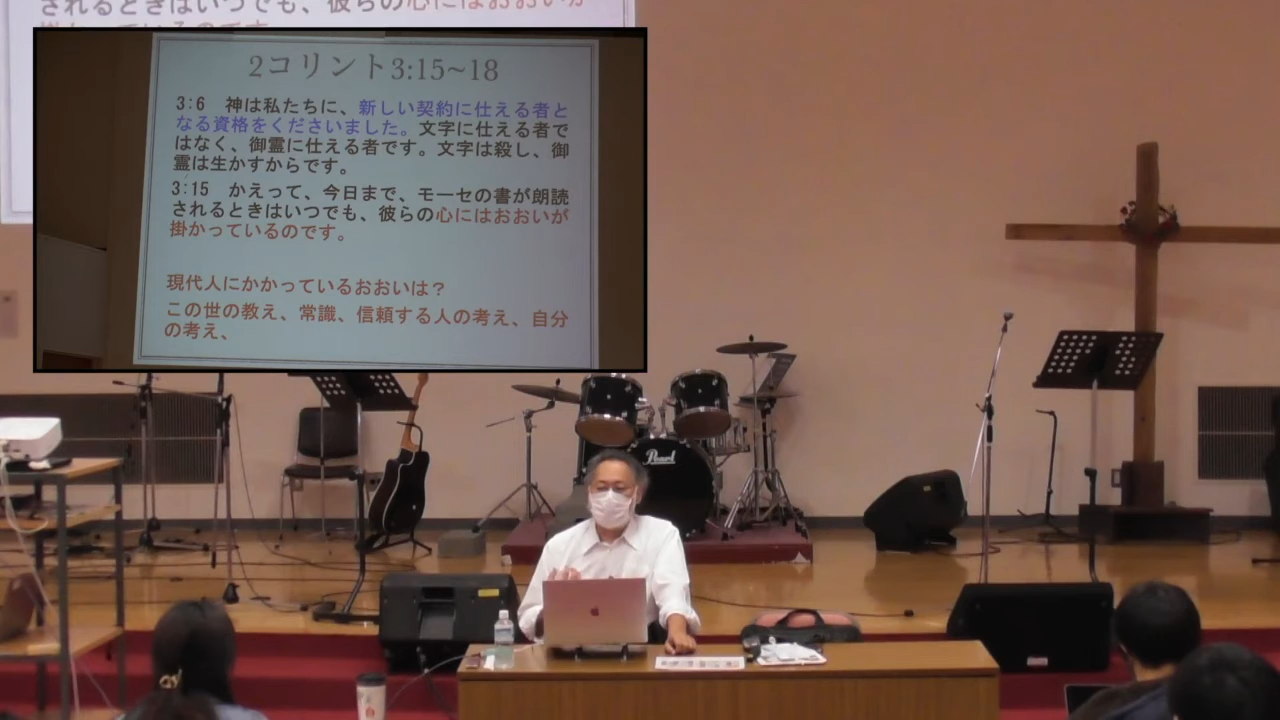 されるときはいつでも、彼らの心にはおおいが
掛かっているのです
2コリント3:15~18
3:6 神は私たちに、新しい契約に仕える者と
なる資格をくださいました。文字に仕える者で
はなく、御霊に仕える者です。文字は殺し、御
霊は生かすからです。
3:15 かえって、今日まで、モーセの書が朗読
されるときはいつでも、彼らの心にはおおいが
掛かっているのです。
現代人にかかっているおおいは？
この世の教え、常識、信頼する人の考え、自分
の考え、
Pearl